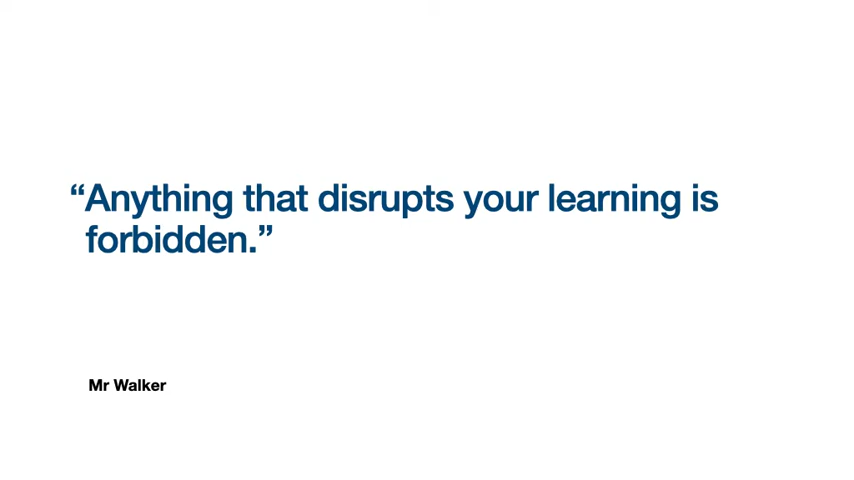 “Anything that disrupts your learning is
forbidden.”
Mr Walker